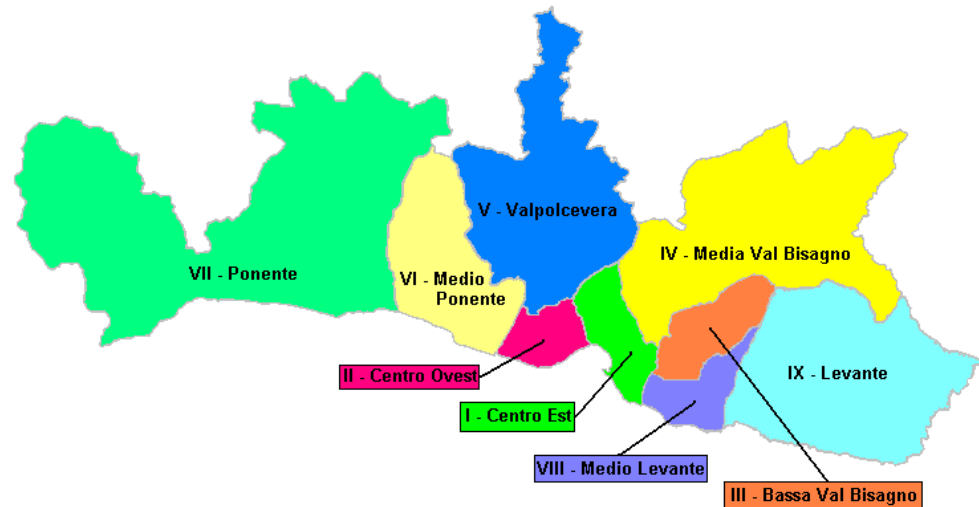 V - Valpolcevera
IV - Media Val Bisagno
VII - Ponente
VI - Medio
Ponente
II - Centro Ovest
IX - Levante
I - Centro Est
VIII - Medio Levante
III - Bassa Val Bisagno